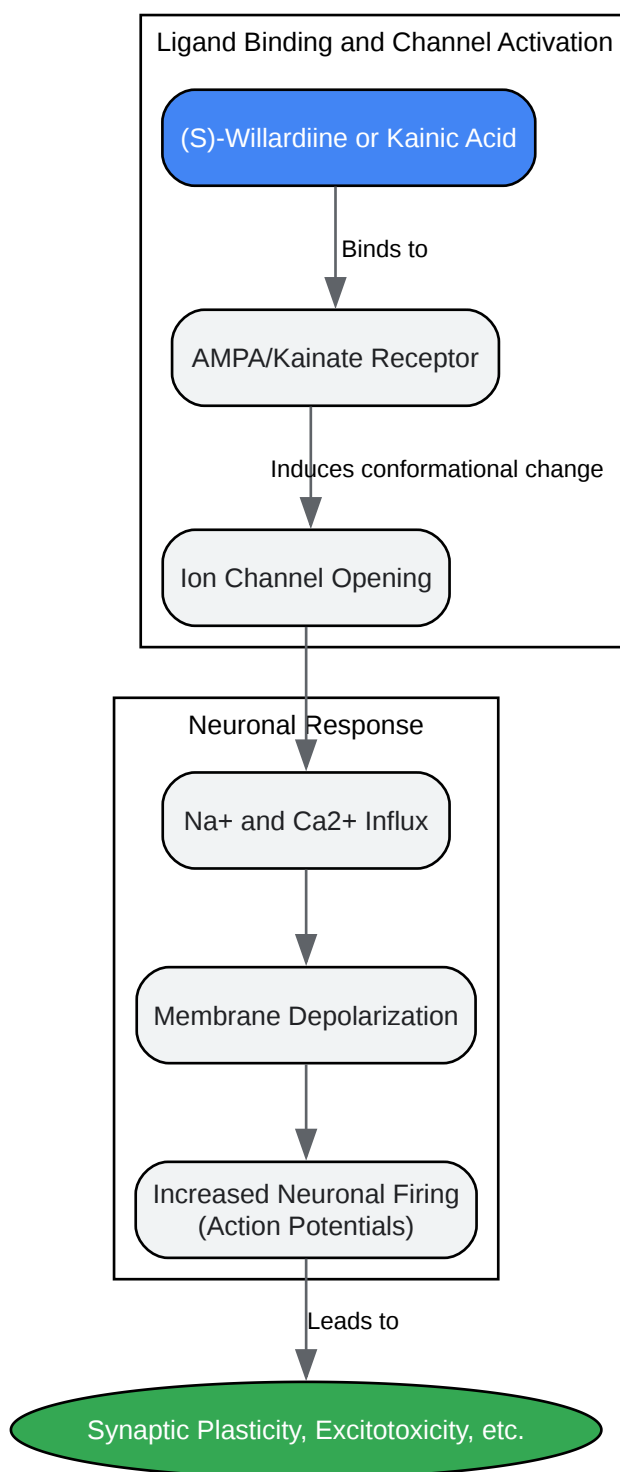 Ligand Binding and Channel Activation
(S)-Willardiine or Kainic Acid
Binds to
AMPA/Kainate Receptor
Induces conformational change
Ion Channel Opening
Neuronal Response
Na+ and Ca2+ Influx
Membrane Depolarization
Increased Neuronal Firing
(Action Potentials)
Leads to
Synaptic Plasticity, Excitotoxicity, etc.